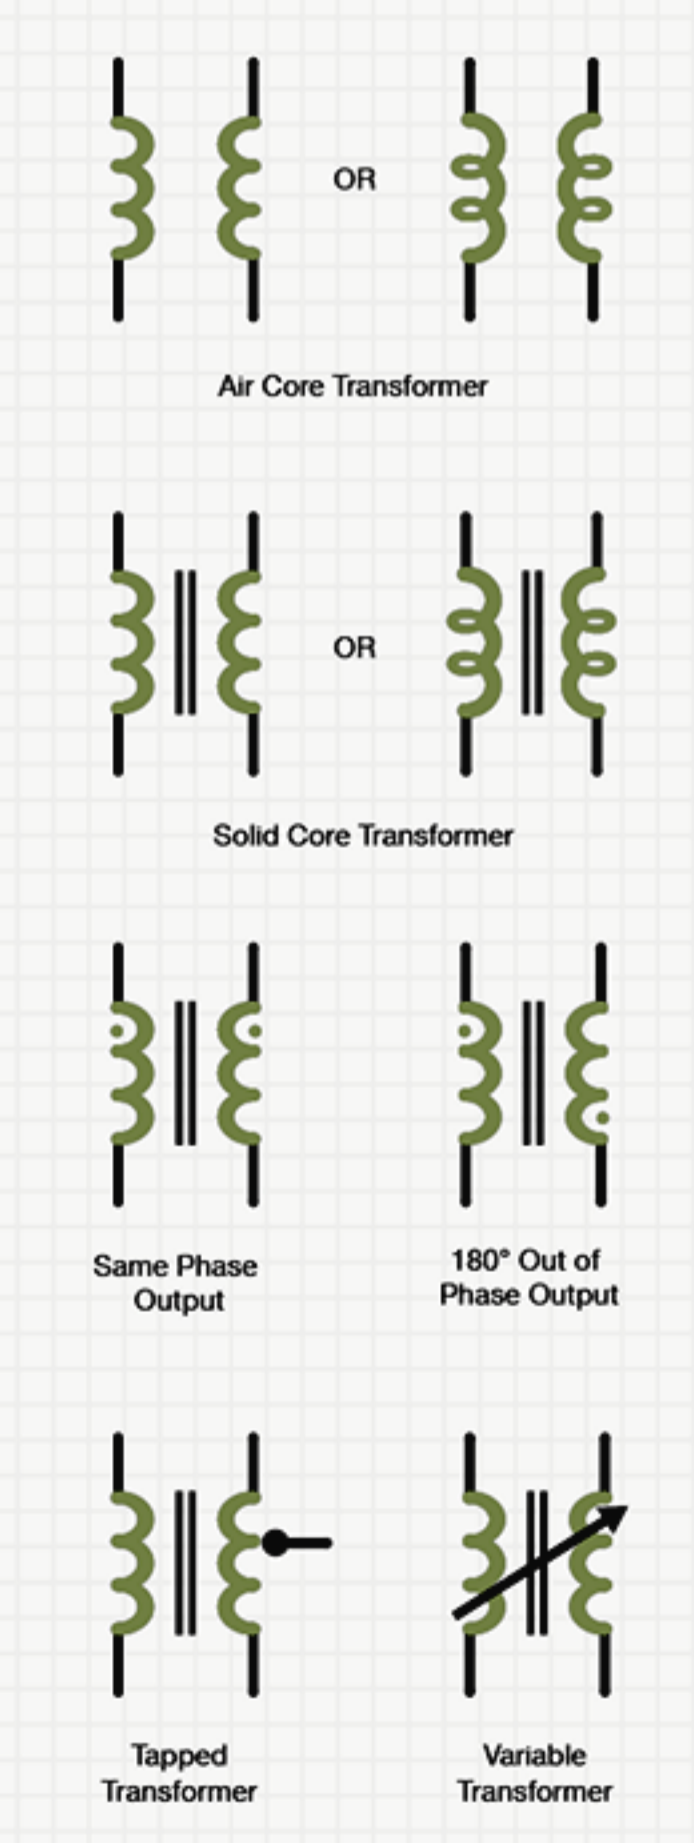 OR
Air Core Transformer
OR
Solid Core Transformer
Same Phase
Output
180° Out of
Phase Output
Tapped
Transformer
Variable
Transformer